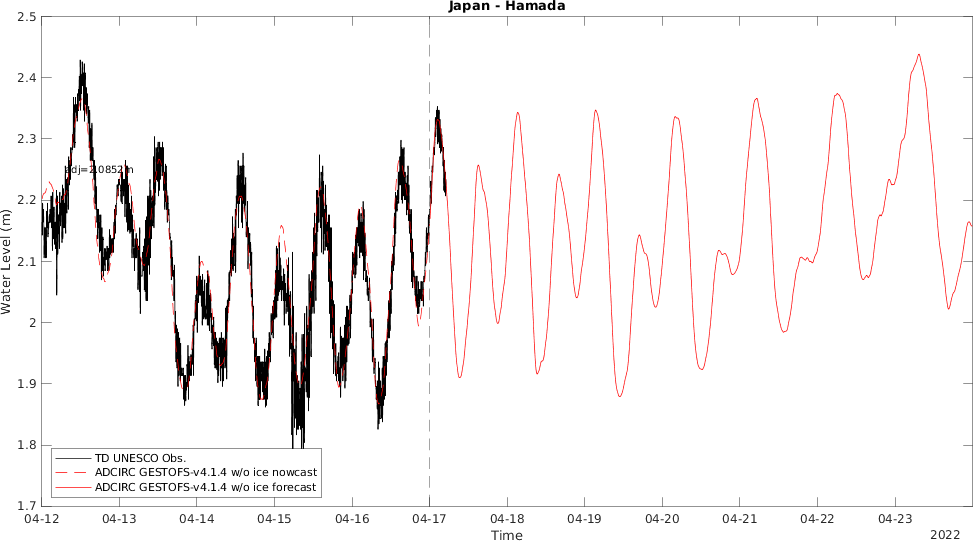 Japan - Hamada
2.5
2.4
2.3
2.2
2.1
2
1.9
1.8
1.7
Water Level (m)
adj=2.0852 m
TD UNESCO Obs.
ADCIRC GESTOFS-v4.1.4 w/o ice nowcast
ADCIRC GESTOFS-v4.1.4 w/o ice forecast
04-12 04-13 04-14 04-15 04-16 04-17 04-18 04-19 04-20 04-21 04-22 04-23
Time
2022